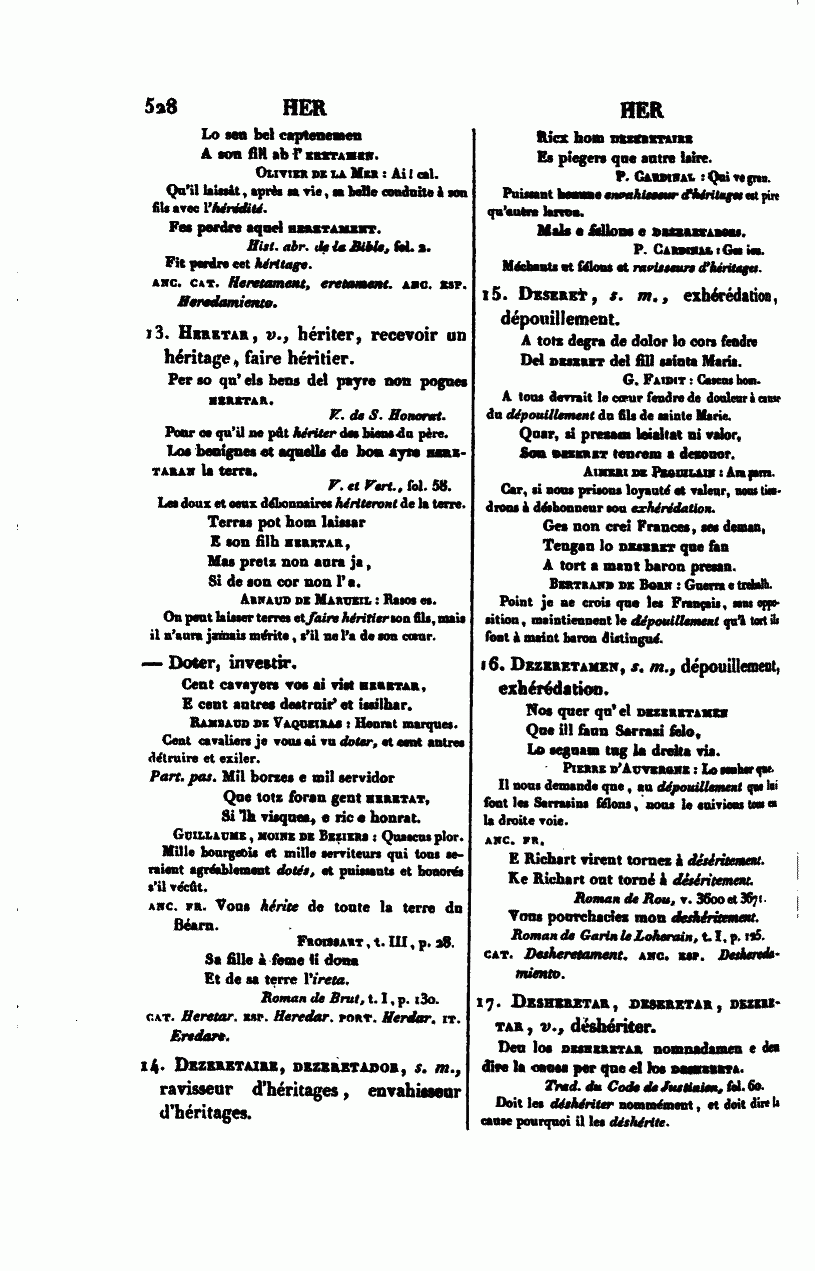 528 HER
Lo seu bel captenemen
A son fill ab l' ERETAMEN.
OLIVIER DE LA MER : Ai! cal.
Qu'il laissât, après sa vie, sa belle conduite à son
fils avec l'hérédité.
Fes perdre aquel HERETAMENT.
Hist. abr. de la Bible, fol. 2.
Fit perdre cet héritage.
ANC. CAT. Heretament, eretament. ANC. ESP.
Heredamiento.
13. HERETAR, v., hériter, recevoir un
héritage, faire héritier.
Per so qu' els bens del payre non pogues
HERETAR.
V. de S. Honorat.
Pour ce qu'il ne pût hériter des biens du père.
Los benignes et aquells de bon ayre HERE-
TARAN la terra.
V. et Vert., fol. 58.
Les doux et ceux débonnaires hériteront de la terre.
Terras pot hom laissar
E son filh HERETAR,
Mas pretz non aura ja,
Si de son cor non l'a.
ARNAUD DE MARUEIL : Rasos es.
On peut laisser terres et faire héritier son fils, mais
il n'aura jamais mérite, s'il ne l'a de son cœur.
— Doter, investir.
Cent cavayers vos ai vist HERETAR,
E cent autres destruir' et issilhar.
RAMBAUD DE VAQUEIRAS : Honrat marques.
Cent cavaliers je vous ai vu doter, et cent autres
détruire et exiler.
Part. pas. Mil borzes e mil servidor
Que totz foran gent HERETAT,
Si 'lh visques, e ric e honrat.
GUILLAUME, MOINE DE BEZIERS : Quascus plor.
Mille bourgeois et mille serviteurs qui tous se-
raient agréablement dotés, et puissants et honorés
s'il vécût.
ANC. FR. Vous hérite de toute la terre du
Béarn.
FROISSART, t. III, p. 28.
Sa fille à feme li dona
Et de sa terre l'ireta.
Roman de Brut, t. I, p. 130.
CAT. Heretar. ESP. Heredar. PORT. Herdar. IT.
Eredare.
14. DEZERETAIRE, DEZERETADOR, s. m.,
ravisseur d'héritages, envahisseur
d'héritages.
HER
Ricx hom DEZERETAIRE
Es piegers que autre laire.
P. CARDINAL : Qui ve gran.
Puissant homme envahisseur d'héritages est pire
qu'autre larron.
Mals e fellons e DEZERETADORS.
P. CARDINAL : Ges ieu.
Méchants et félons et ravisseurs d'héritages.
15. DESERET, s. m., exhérédation,
dépouillement.
A totz degra de dolor lo cors fendre
Del DESERET del fill sainta Maria.
G. FAIDIT : Cascus hom.
A tous devrait le cœur fendre de douleur à cause
du dépouillement du fils de sainte Marie.
Quar, si presam leialtat ni valor,
Son DESERET tenrem a desonor.
AIMERI DE PEGUILAIN : Ara parra.
Car, si nous prisons loyauté et valeur, nous tien-
drons à déshonneur son exhérédation.
Ges non crei Frances, ses deman,
Tengan lo DESERET que fan
A tort a mant baron presan.
BERTRAND DE BORN : Guerra e trebalh.
Point je ne crois que les Français, sans oppo-
sition, maintiennent le dépouillement qu'à tort ils
font à maint baron distingué.
16. DEZERETAMEN, s. m., dépouillement,
exhérédation.
Nos quer qu' el DEZERETAMEN
Que ill faun Sarrasi felo,
Lo seguam tug la dreita via.
PIERRE D'AUVERGNE : Lo senher que.
Il nous demande que, au dépouillement que lui
font les Sarrasins félons, nous le suivions tous en
la droite voie.
ANC. FR.
E Richart virent tornez à déséritement.
Ke Richart ont torné à déséritement.
Roman de Rou, v. 3600 et 3671.
Vous pourchaciez mon deshéritement.
Roman de Garin le Loherain, t. I, p. 125.
CAT. Desheretament. ANC. ESP. Deshereda-
miento.
17. DESHERETAR, DESERETAR, DEZERE-
TAR, v., déshériter.
Deu los DESHERETAR nomnadamen e deu
dire la causa per que el los DESHERETA.
Trad. du Code de Justinien, fol. 60.
Doit les déshériter nommément, et doit dire la
cause pourquoi il les déshérite.